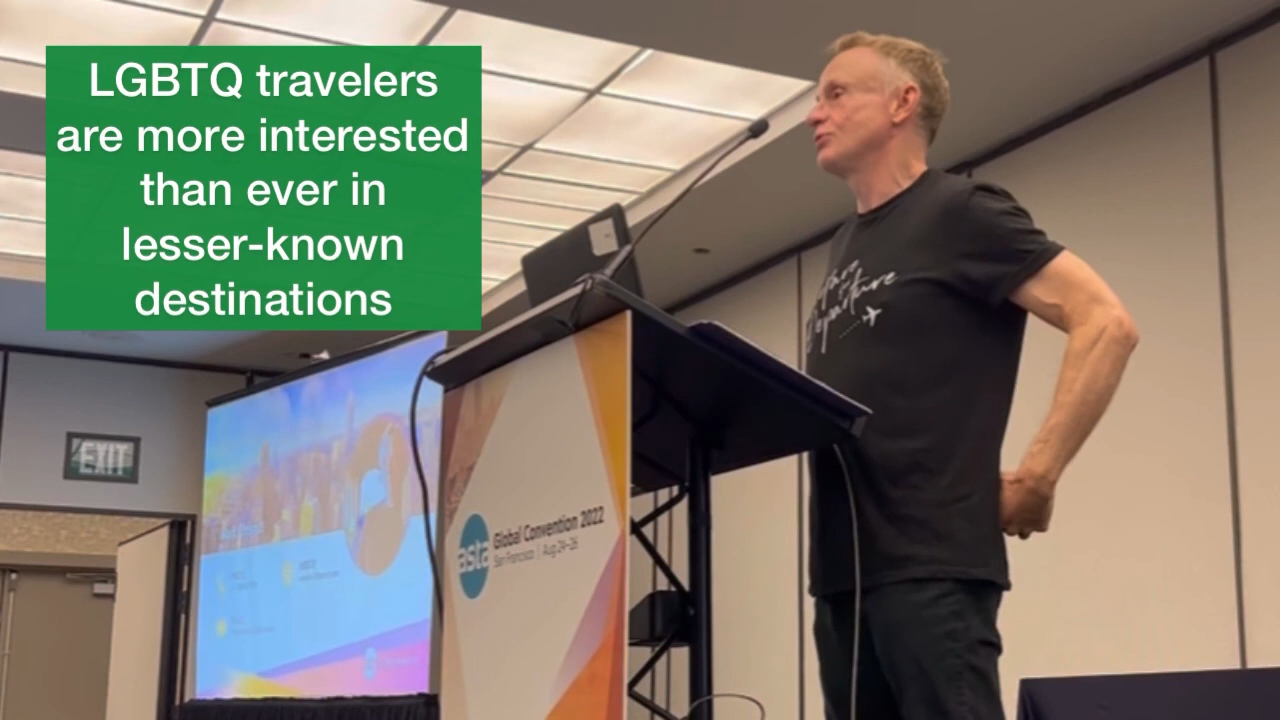 LGBTQ travelers
are more interested
than ever in
lesser-known
destinations
EXIT
asta
Global Convention 2022
San Francisco | Aug.24–26
Departure